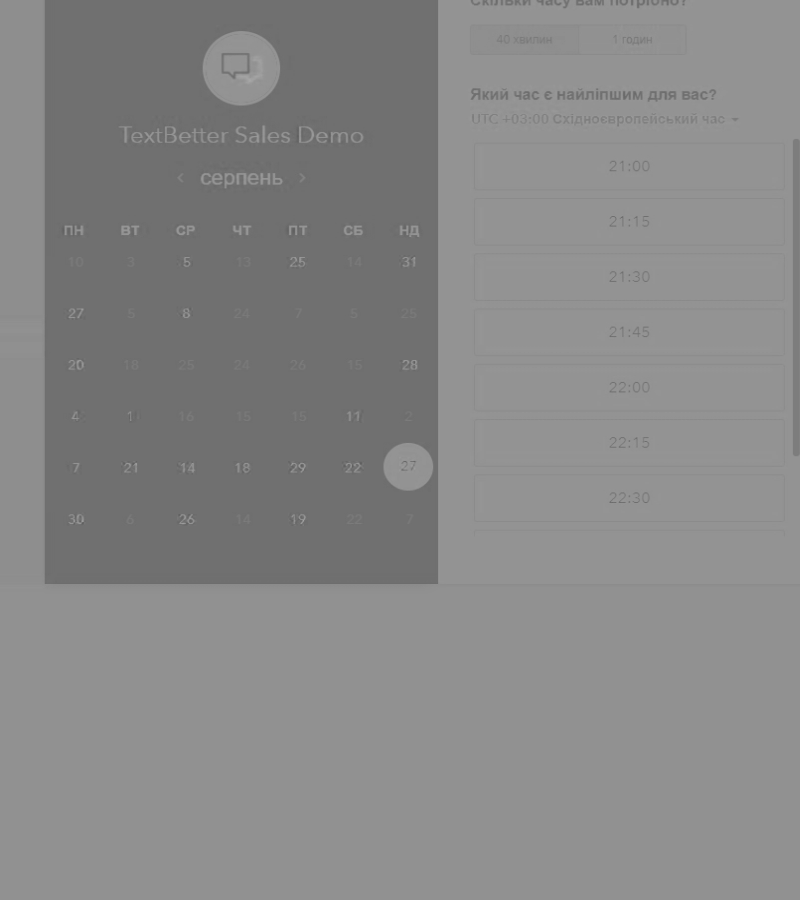 TextBetter Sales Demo
‹ серпень ›
ПН ВТ СР ЧТ ПТ СБ НД
10 3 5 13 25 14 31
27 5 8 24 7 5 25
20 18 25 24 26 15 28
4 1 16 15 15 11 2
7 21 14 18 29 22 27
30 6 26 14 19 22 7
Скільки часу вам потрібно?
40 хвилин 1 годин
Який час є найліпшим для вас?
UTC +03:00 Східноєвропейський час
21:00
21:15
21:30
21:45
22:00
22:15
22:30